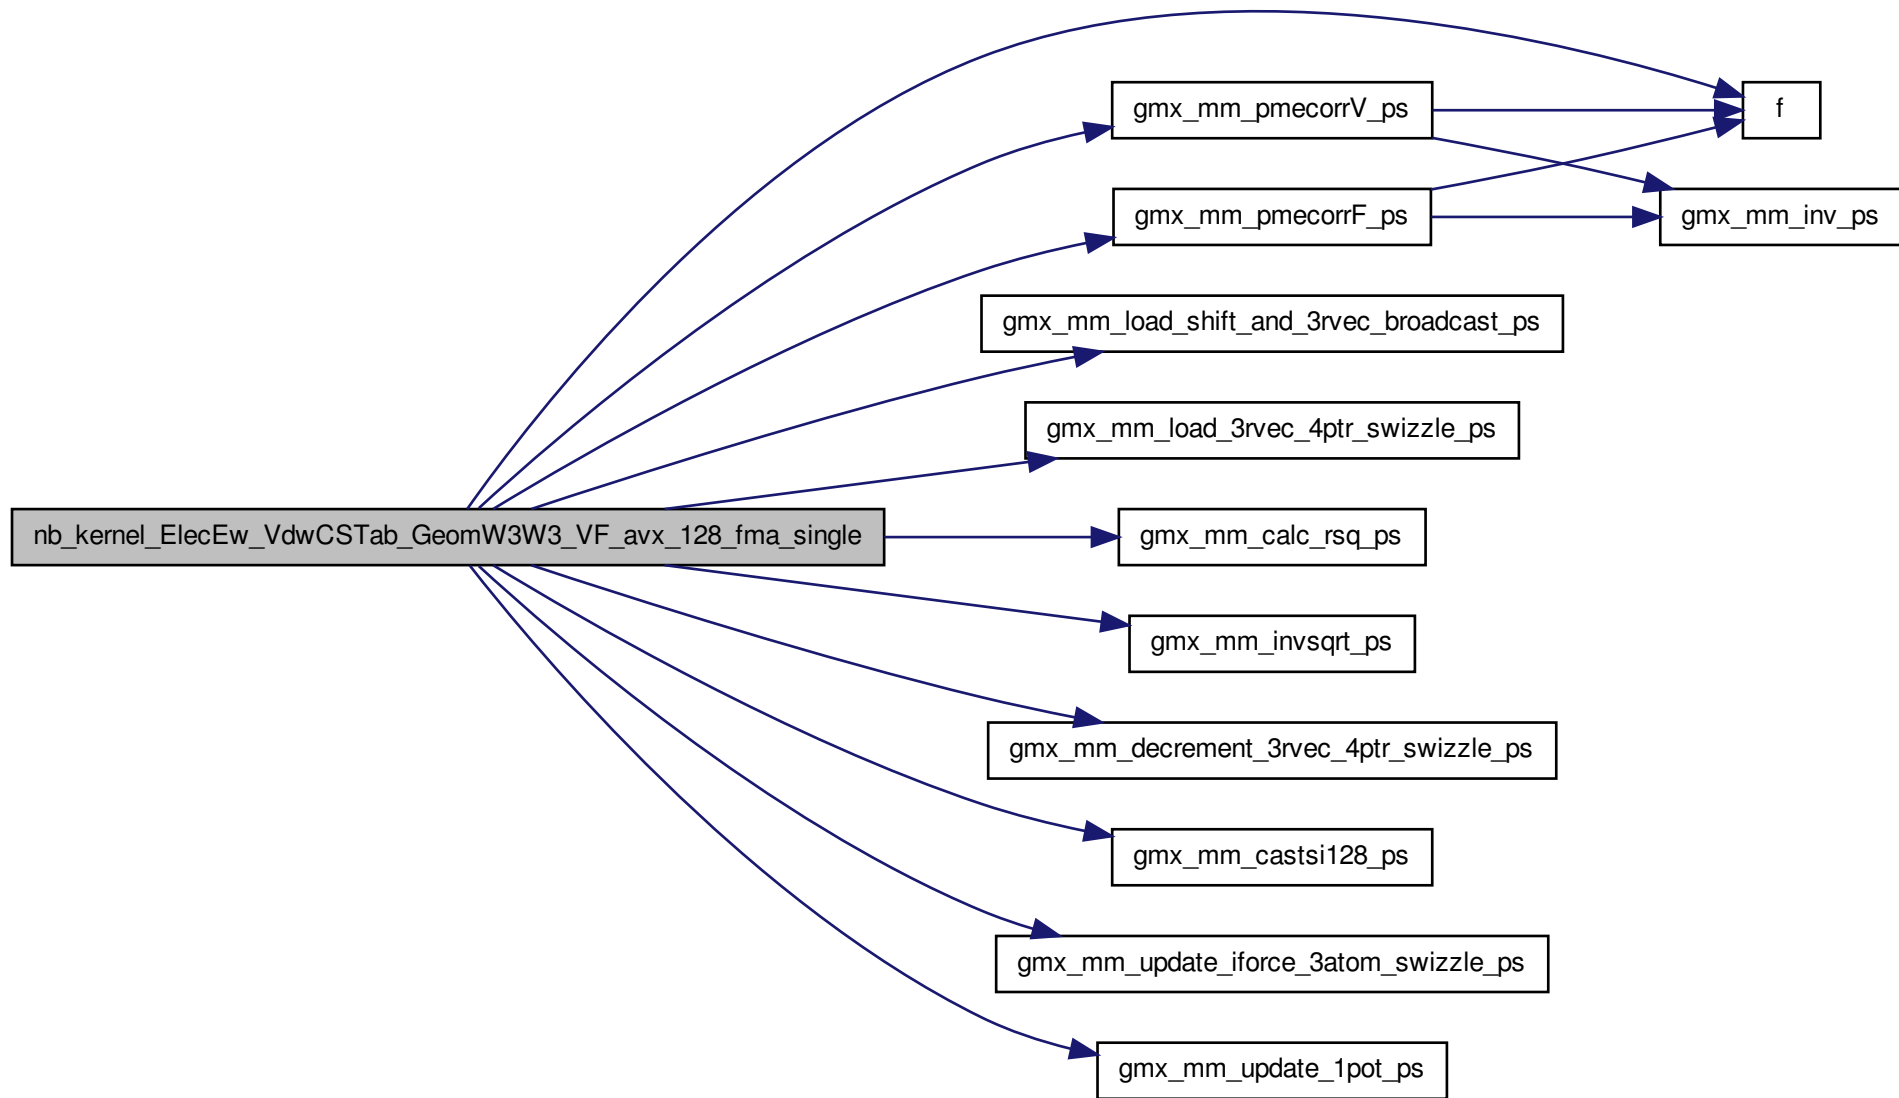 gmx_mm_pmecorrV_ps
f
gmx_mm_pmecorrF_ps
gmx_mm_inv_ps
gmx_mm_load_shift_and_3rvec_broadcast_ps
gmx_mm_load_3rvec_4ptr_swizzle_ps
nb_kernel_ElecEw_VdwCSTab_GeomW3W3_VF_avx_128_fma_single
gmx_mm_calc_rsq_ps
gmx_mm_invsqrt_ps
gmx_mm_decrement_3rvec_4ptr_swizzle_ps
gmx_mm_castsi128_ps
gmx_mm_update_iforce_3atom_swizzle_ps
gmx_mm_update_1pot_ps